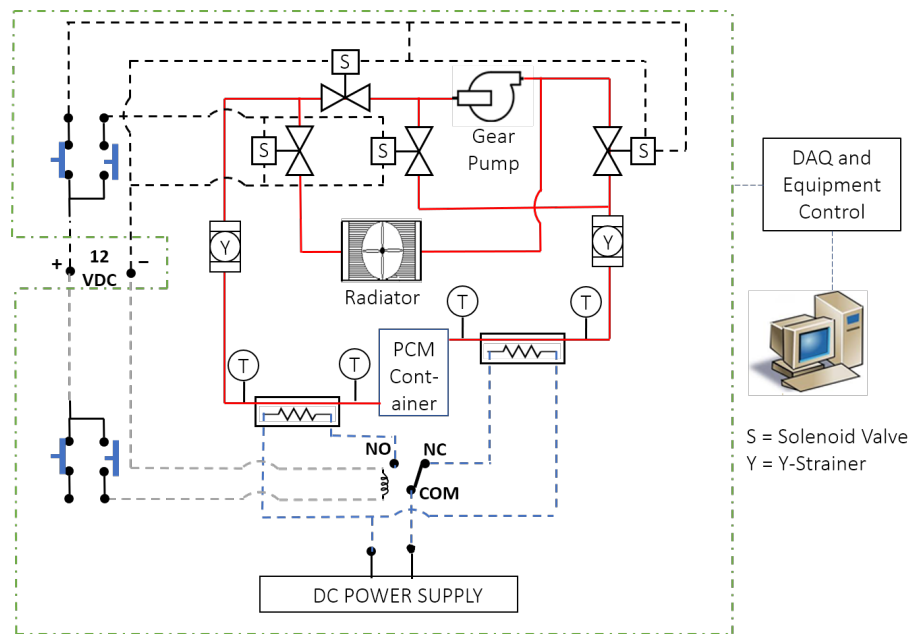 S
Gear
Pump
S
S
S
DAQ and
Equipment
Control
Y
Y
+ 12 −
VDC
Radiator
T
T
PCM
Cont-
ainer
T
T
S = Solenoid Valve
Y = Y-Strainer
NO
NC
COM
DC POWER SUPPLY